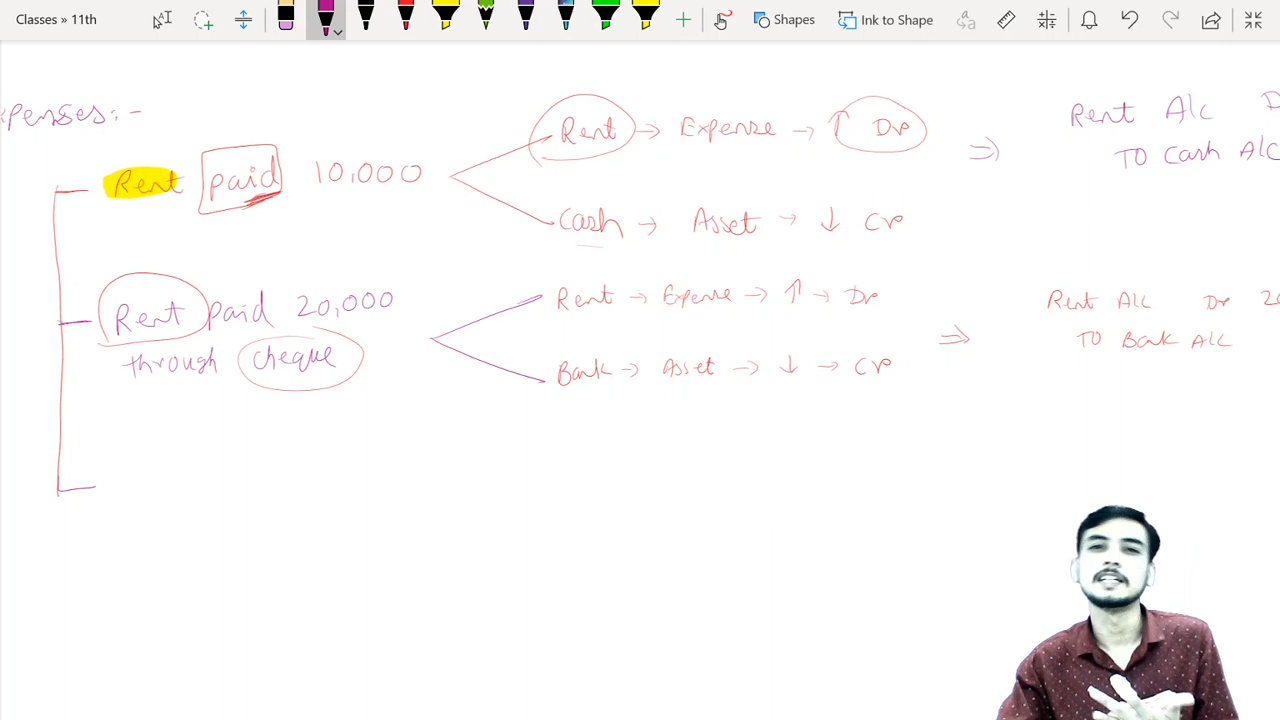 Classes » 11th
Shapes
Ink to Shape
xpenses:-
Rent paid 10,000
Rent → Expense → ↑ Dr
Cash → Asset → ↓ Cr
⇒ Rent A/c D
TO Cash A/c
Rent paid 20,000
through cheque
Rent → Expense → ↑ → Dr
Bank → Asset → ↓ → Cr
⇒ Rent A/c Dr 20
TO Bank A/c